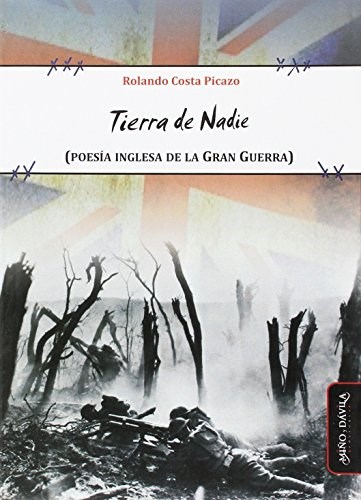 Rolando Costa Picazo
Tierra de Nadie
(POESÍA INGLESA DE LA GRAN GUERRA)
MIÑO, DÁVILA